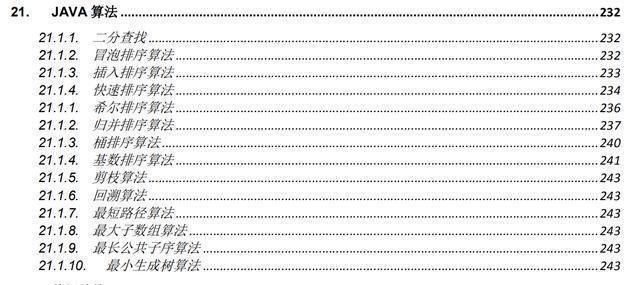 21. JAVA 算法......232
21.1.1. 二分查找......232
21.1.2. 冒泡排序算法......232
21.1.3. 插入排序算法......233
21.1.4. 快速排序算法......234
21.1.1. 希尔排序算法......236
21.1.2. 归并排序算法......237
21.1.3. 桶排序算法......240
21.1.4. 基数排序算法......241
21.1.5. 剪枝算法......243
21.1.6. 回溯算法......243
21.1.7. 最短路径算法......243
21.1.8. 最大子数组算法......243
21.1.9. 最长公共子序算法......243
21.1.10. 最小生成树算法......243